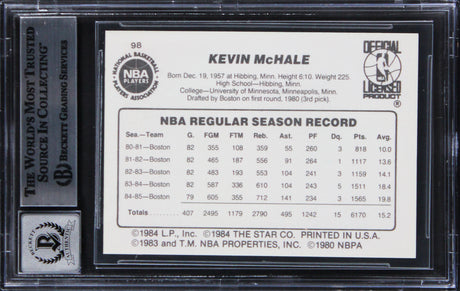 THE WORLD'S MOST TRUSTED
SOURCE IN COLLECTING™
BECKETT GRADING SERVICES
98
NATIONAL BASKETBALL
NBA
PLAYERS
PLAYERS ASSOCIATION
KEVIN McHALE
Born Dec. 19, 1957 at Hibbing, Minn. Height 6:10. Weight 225.
High School—Hibbing, Minn.
College—University of Minnesota, Minneapolis, Minn.
Drafted by Boston on first round, 1980 (3rd pick).
OFFICIAL
NBA
LICENSED
PRODUCT
®
NBA REGULAR SEASON RECORD
Sea.—Team G FGM FTM Reb. Ast. PF Dq. Pts. Avg.
80-81—Boston 82 355 108 359 55 260 3 818 10.0
81-82—Boston 82 465 187 556 91 264 1 1117 13.6
82-83—Boston 82 483 193 553 104 241 3 1159 14.1
83-84—Boston 82 587 336 610 104 243 5 1511 18.4
84-85—Boston 79 605 355 712 141 234 3 1565 19.8
Totals 407 2495 1179 2790 495 1242 15 6170 15.2
©1984 L.P., Inc. ©1984 THE STAR CO. PRINTED IN U.S.A.
©1983 and T.M. NBA PROPERTIES, INC. ©1980 NBPA